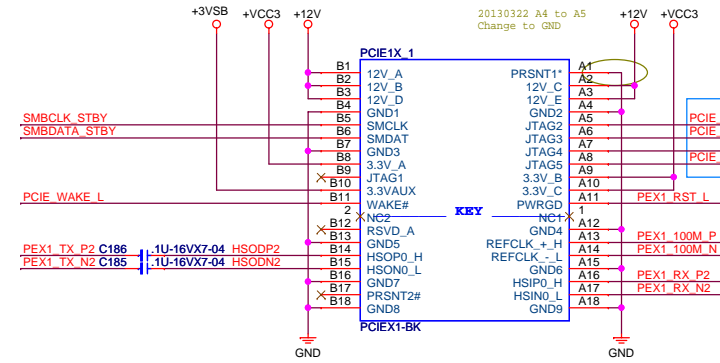 20130322 A4 to A5
Change to GND
+3VSB
+VCC3
+12V
+12V
+VCC3
PCIE1X_1
B1 12V_A PRSNT1* A1
B2 12V_B 12V_C A2
B3 12V_D 12V_E A3
B4 GND1 GND2 A4
SMBCLK_STBY B5 SMCLK JTAG2 A5 PCIE_
SMBDATA_STBY B6 SMDAT JTAG3 A6 PCIE_
B7 GND3 JTAG4 A7
B8 3.3V_A JTAG5 A8 PCIE_
B9 JTAG1 3.3V_B A9
B10 3.3VAUX 3.3V_C A10
PCIE_WAKE_L B11 WAKE# PWRGD A11 PEX1_RST_L
2 NC2 KEY NC1 1
B12 RSVD_A GND4 A12
B13 GND5 REFCLK_+_H A13 PEX1_100M_P
PEX1_TX_P2 C186 .1U-16VX7-04 HSODP2 B14 HSOP0_H REFCLK_-_L A14 PEX1_100M_N
PEX1_TX_N2 C185 .1U-16VX7-04 HSODN2 B15 HSON0_L GND6 A15
B16 GND7 HSIP0_H A16 PEX1_RX_P2
B17 PRSNT2# HSIN0_L A17 PEX1_RX_N2
B18 GND8 GND9 A18
PCIEX1-BK
GND
GND